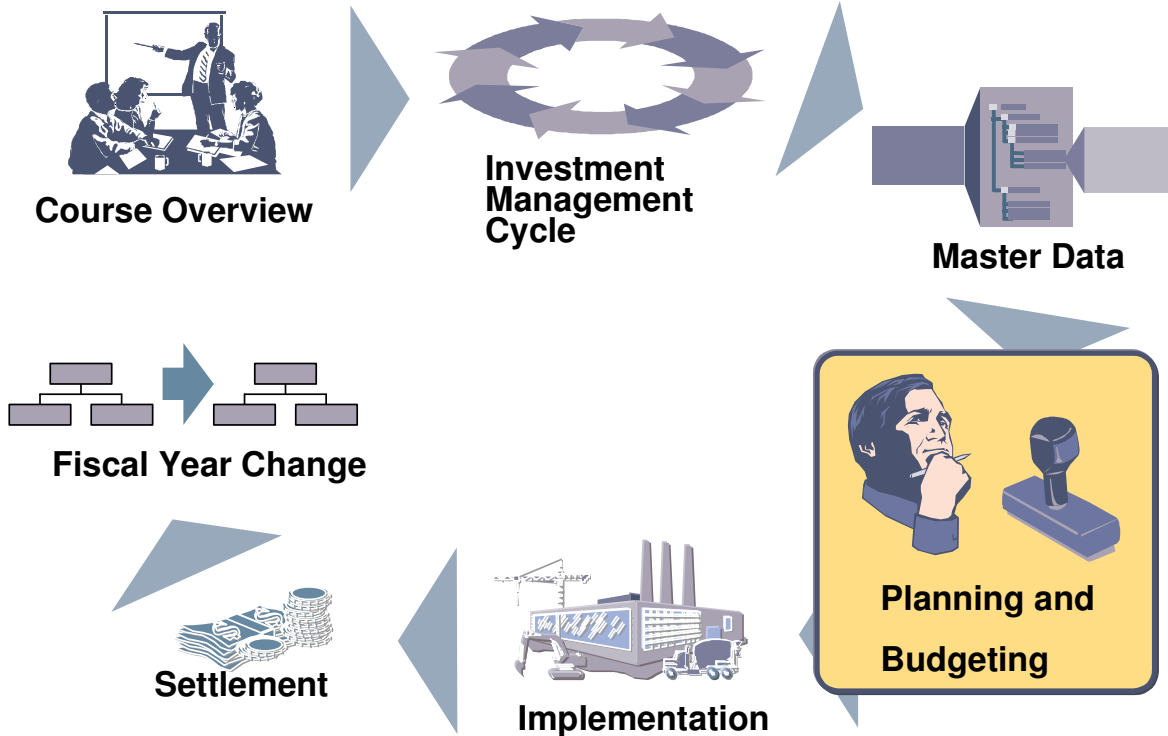 Course Overview
Investment
Management
Cycle
Master Data
Planning and
Budgeting
Implementation
Settlement
Fiscal Year Change